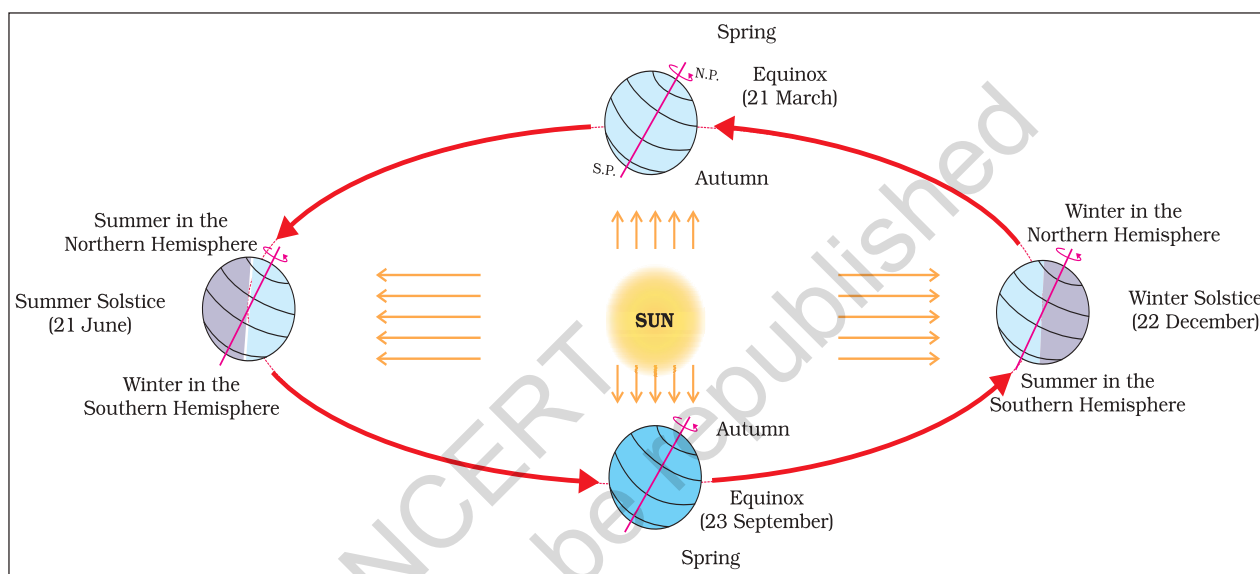 Spring
N.P.
Equinox
(21 March)
S.P.
Autumn
Summer in the
Northern Hemisphere
Winter in the
Northern Hemisphere
Summer Solstice
(21 June)
SUN
Winter Solstice
(22 December)
Winter in the
Southern Hemisphere
Summer in the
Southern Hemisphere
Autumn
Equinox
(23 September)
Spring
NCERT
be republished